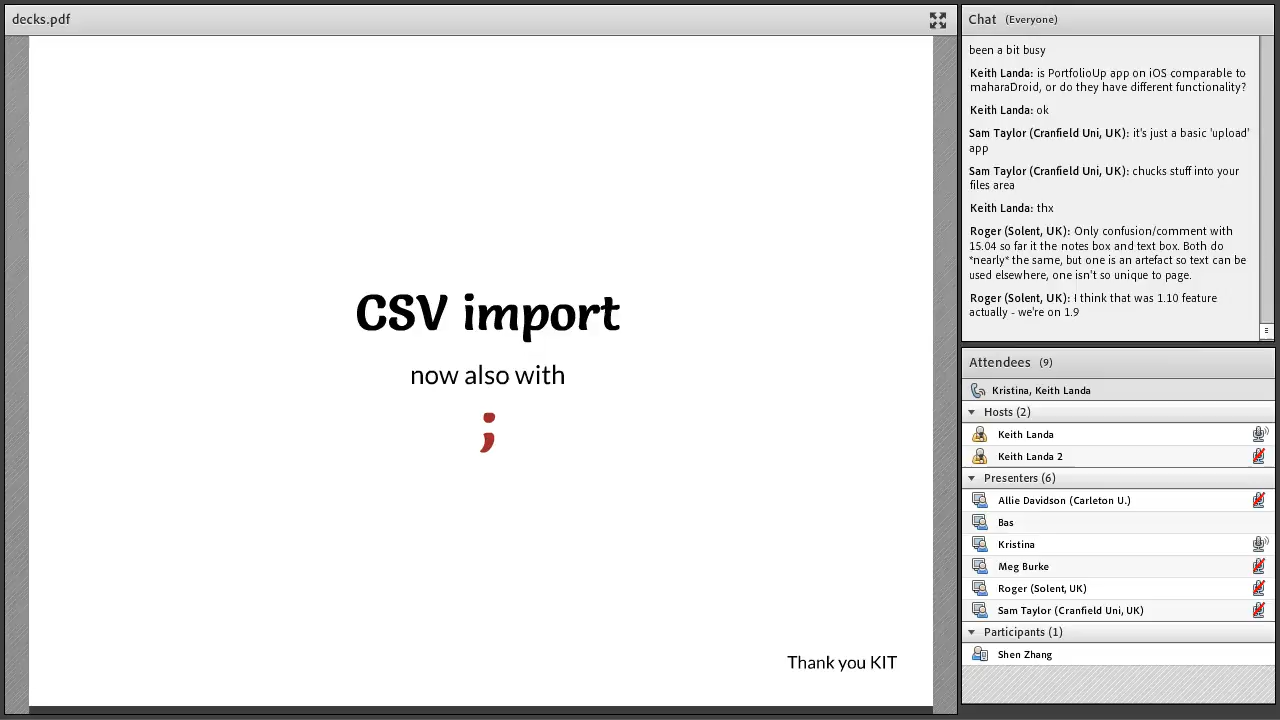 decks.pdf
CSV import
now also with
;
Thank you KIT
Chat (Everyone)
been a bit busy
Keith Landa: is PortfolioUp app on iOS comparable to
maharaDroid, or do they have different functionality?
Keith Landa: ok
Sam Taylor (Cranfield Uni, UK): it's just a basic 'upload'
app
Sam Taylor (Cranfield Uni, UK): chucks stuff into your
files area
Keith Landa: thx
Roger (Solent, UK): Only confusion/comment with
15.04 so far it the notes box and text box. Both do
*nearly* the same, but one is an artefact so text can be
used elsewhere, one isn't so unique to page.
Roger (Solent, UK): I think that was 1.10 feature
actually - we're on 1.9
Attendees (9)
Kristina, Keith Landa
Hosts (2)
Keith Landa
Keith Landa 2
Presenters (6)
Allie Davidson (Carleton U.)
Bas
Kristina
Meg Burke
Roger (Solent, UK)
Sam Taylor (Cranfield Uni, UK)
Participants (1)
Shen Zhang